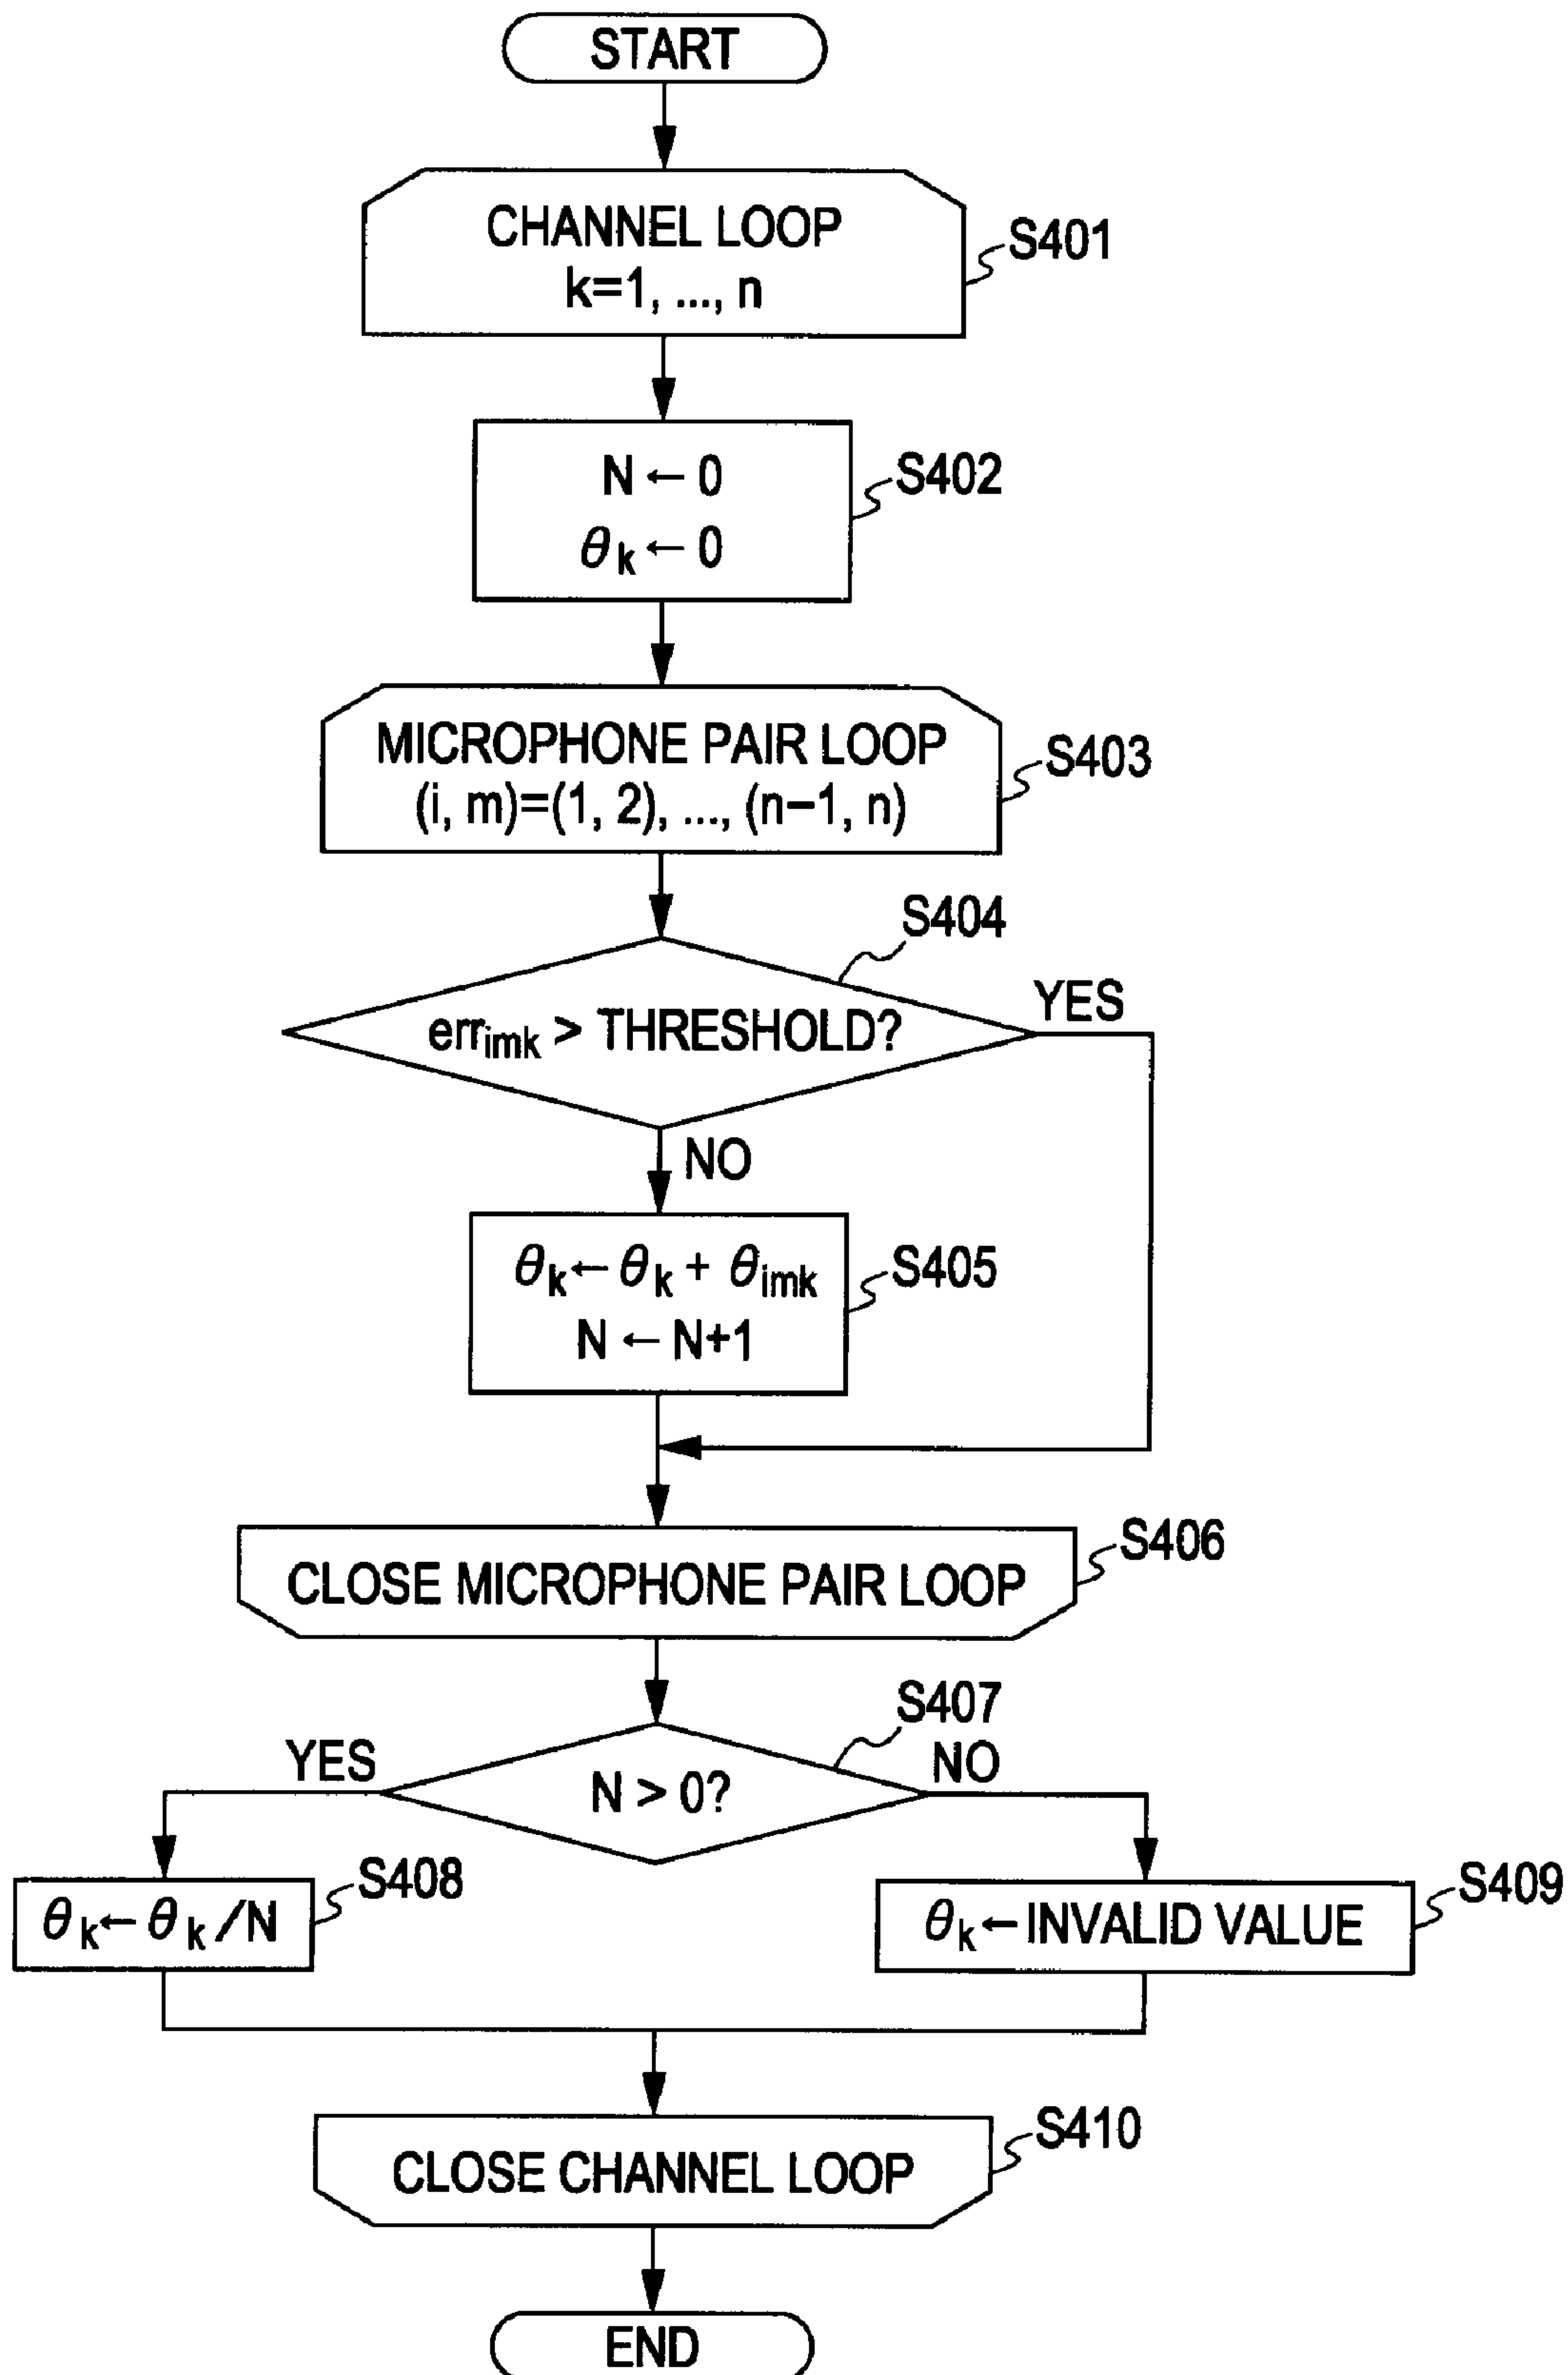 START
CHANNEL LOOP
k=1, ..., n
S401
N ← 0
θk ← 0
S402
MICROPHONE PAIR LOOP
(i, m)=(1, 2), ..., (n−1, n)
S403
S404
errimk > THRESHOLD?
YES
NO
θk ← θk + θimk
N ← N+1
S405
CLOSE MICROPHONE PAIR LOOP
S406
S407
YES
N > 0?
NO
θk ← θk /N
S408
θk ← INVALID VALUE
S409
CLOSE CHANNEL LOOP
S410
END